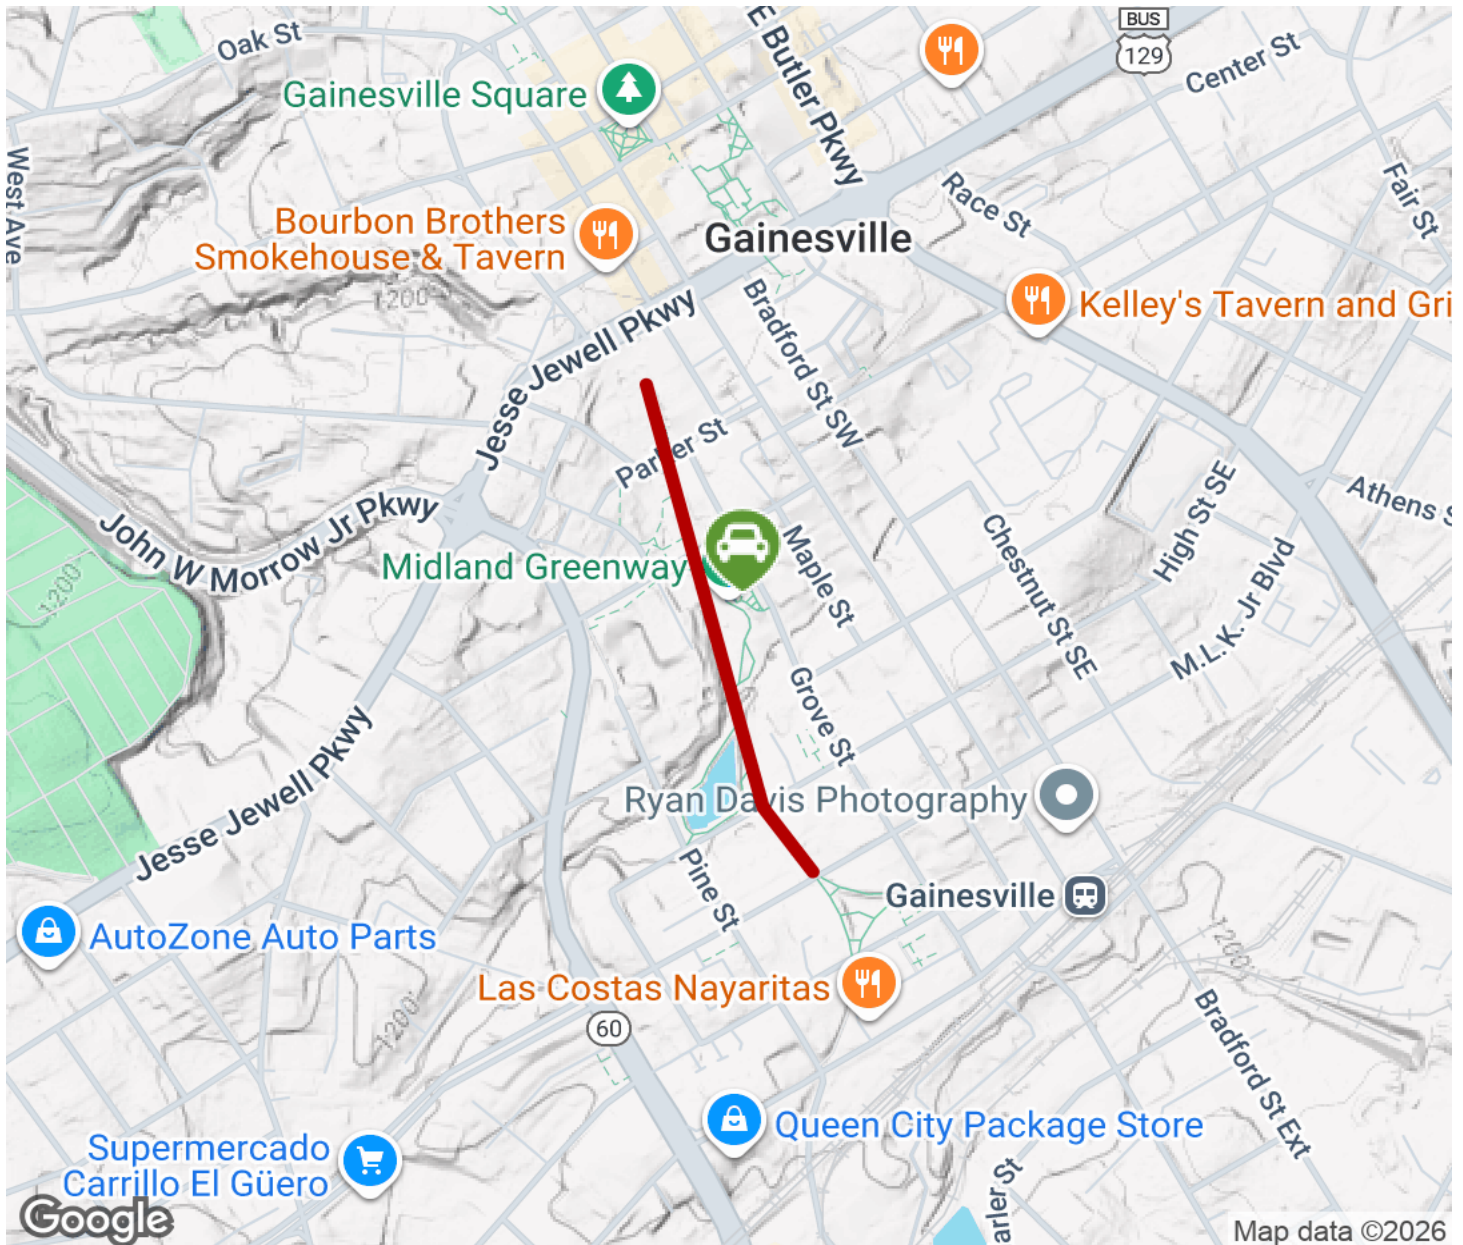 Oak St
E Butler Pkwy
BUS
129
Center St
Gainesville Square
West Ave
Race St
Fair St
Bourbon Brothers
Smokehouse & Tavern
Gainesville
1200
Kelley's Tavern and Gri
Jesse Jewell Pkwy
Bradford St SW
Parker St
John W Morrow Jr Pkwy
Athens S
High St SE
Chestnut St SE
M.L.K. Jr Blvd
Midland Greenway
Maple St
1200
Grove St
Jesse Jewell Pkwy
Ryan Davis Photography
Pine St
Gainesville
AutoZone Auto Parts
Las Costas Nayaritas
1200
1200
60
Bradford St Ext
Queen City Package Store
Supermercado
Carrillo El Güero
arler St
Google
Map data ©2026